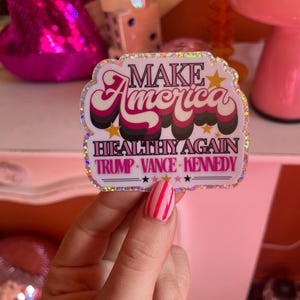 MAKE
America
HEALTHY AGAIN
TRUMP • VANCE • KENNEDY